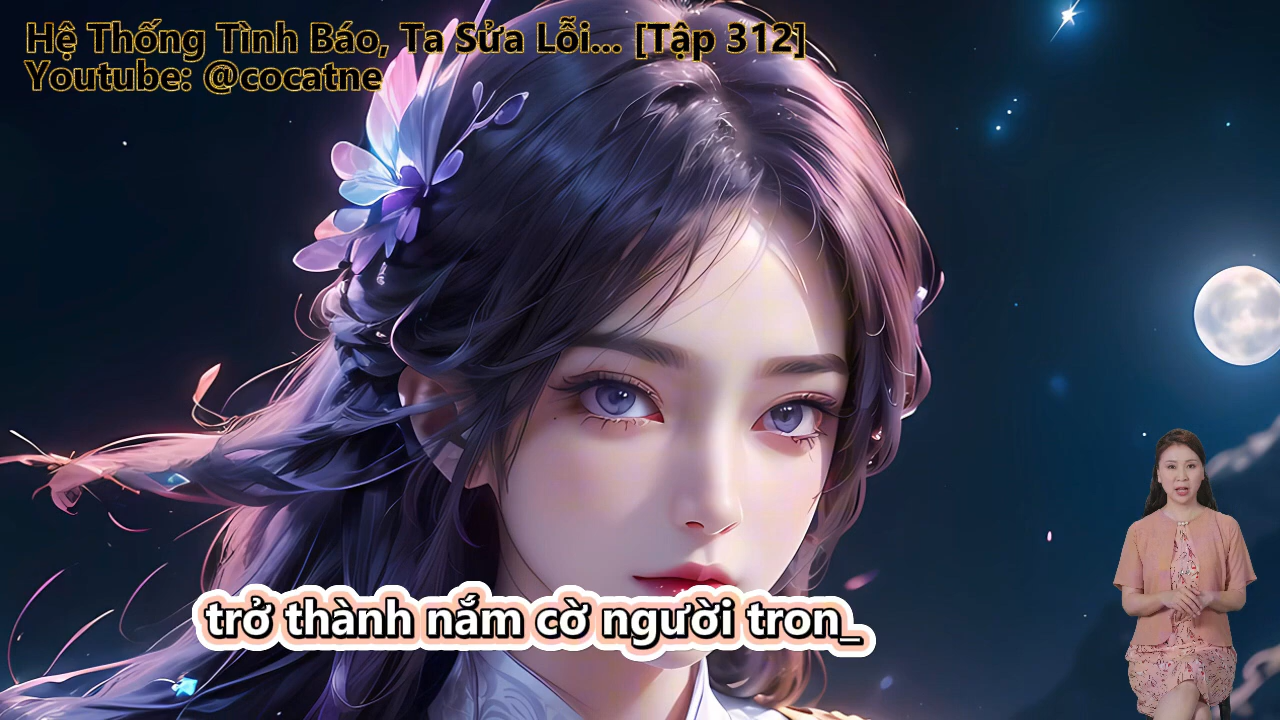 Hệ Thống Tình Báo, Ta Sửa Lỗi... [Tập 312]
Youtube: @cocatne
trở thành nắm cờ người tron_